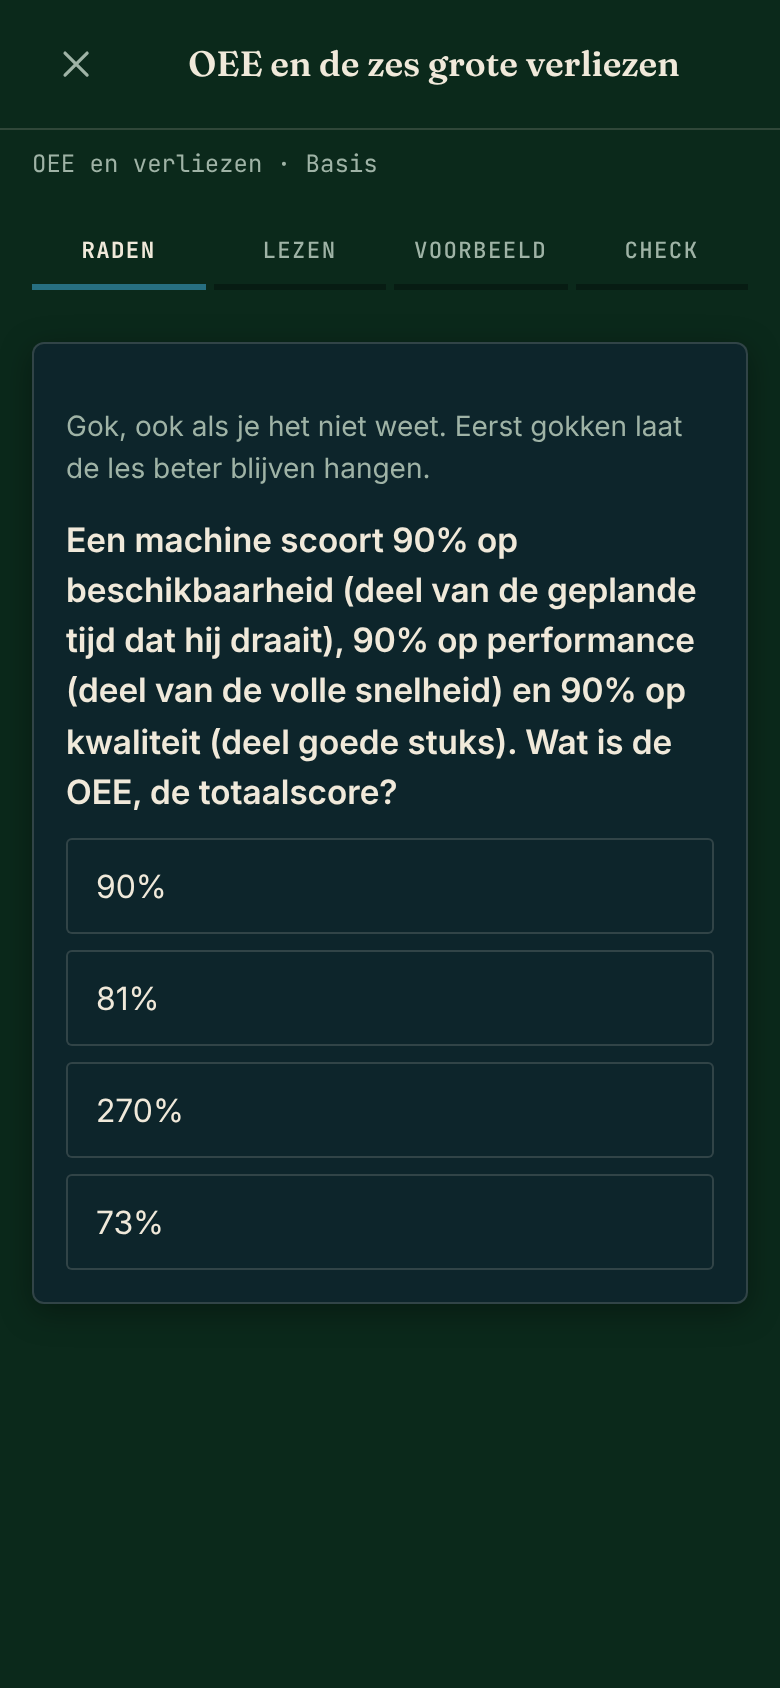 OEE en de zes grote verliezen
OEE en verliezen · Basis
RADEN LEZEN VOORBEELD CHECK
Gok, ook als je het niet weet. Eerst gokken laat
de les beter blijven hangen.
Een machine scoort 90% op
beschikbaarheid (deel van de geplande
tijd dat hij draait), 90% op performance
(deel van de volle snelheid) en 90% op
kwaliteit (deel goede stuks). Wat is de
OEE, de totaalscore?
90%
81%
270%
73%